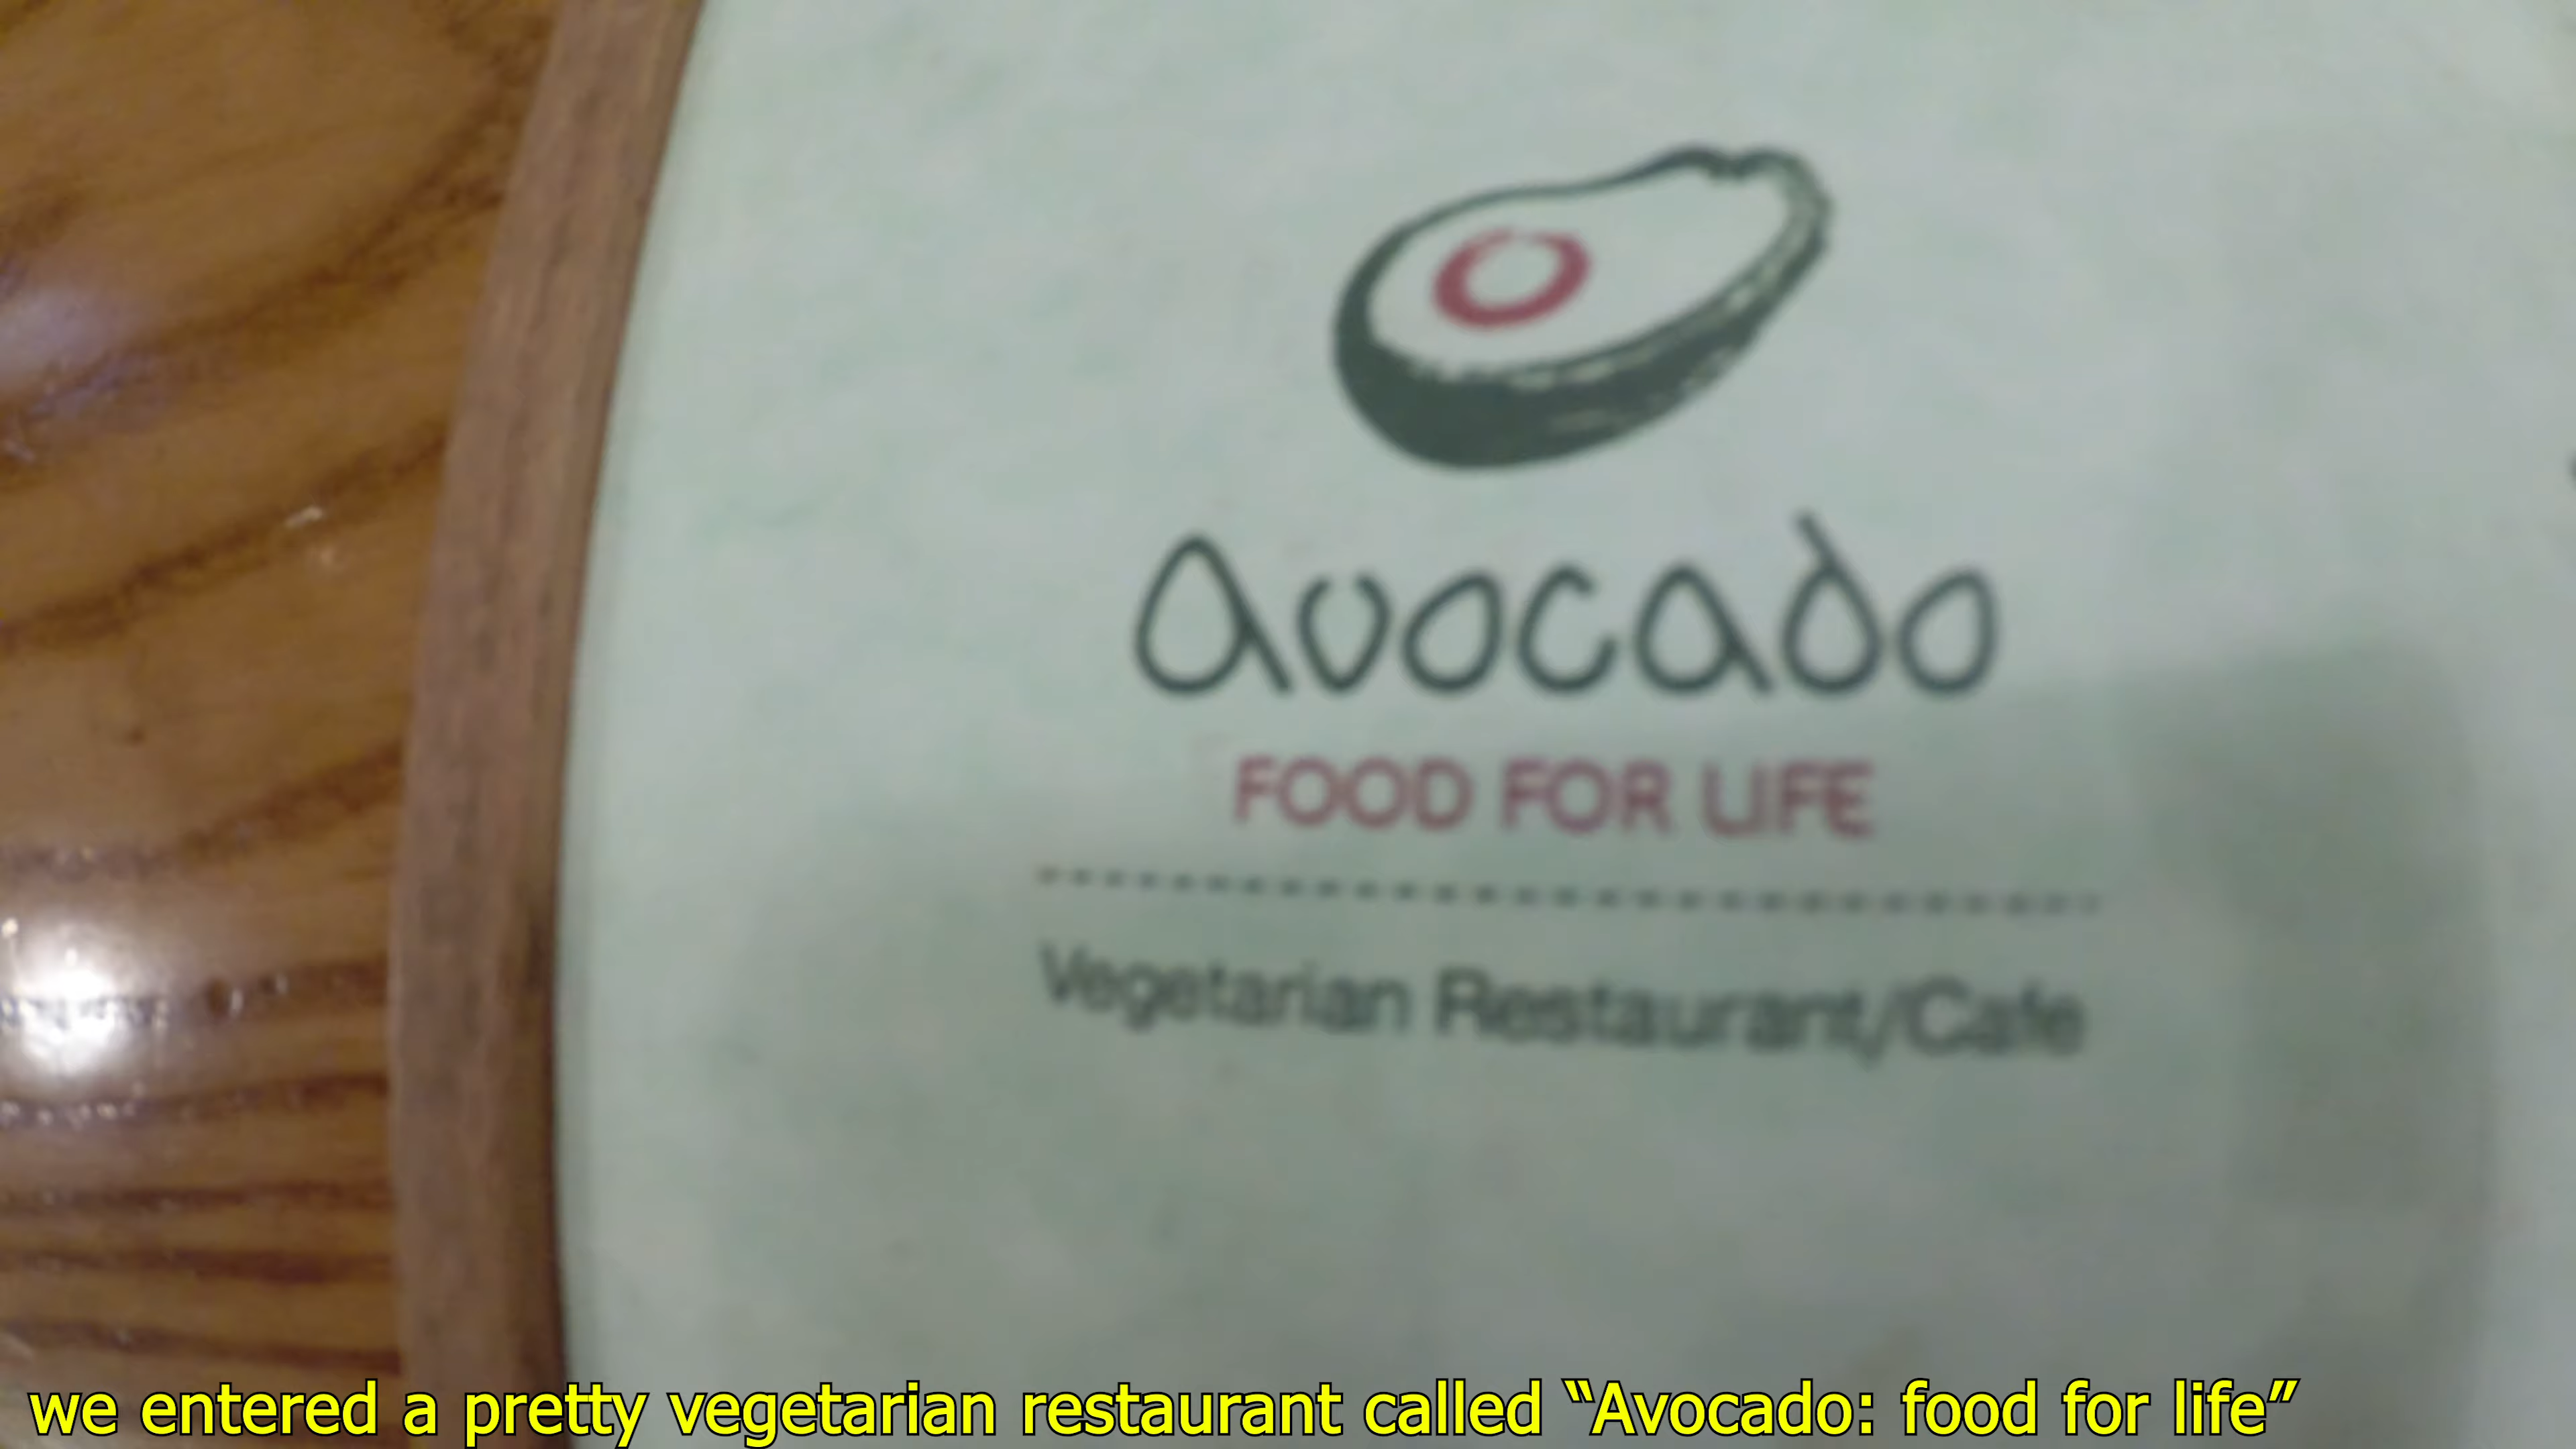 avocado
FOOD FOR LIFE
Vegetarian Restaurant/Cafe
we entered a pretty vegetarian restaurant called “Avocado: food for life”